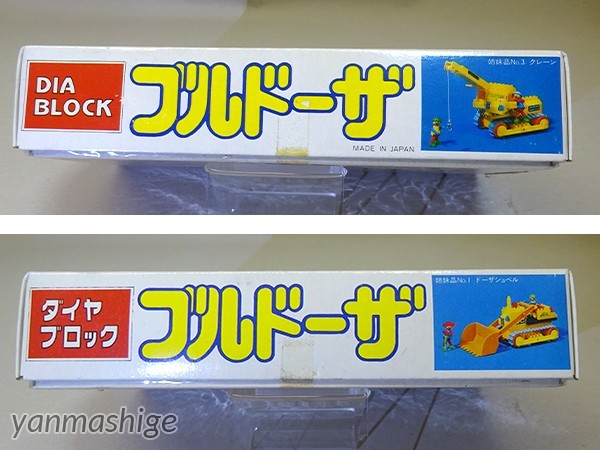 DIA
BLOCK
ブルドーザ
MADE IN JAPAN
姉妹品No.3 クレーン
ダイヤ
ブロック
ブルドーザ
姉妹品No.1 ドーザショベル
yanmashige